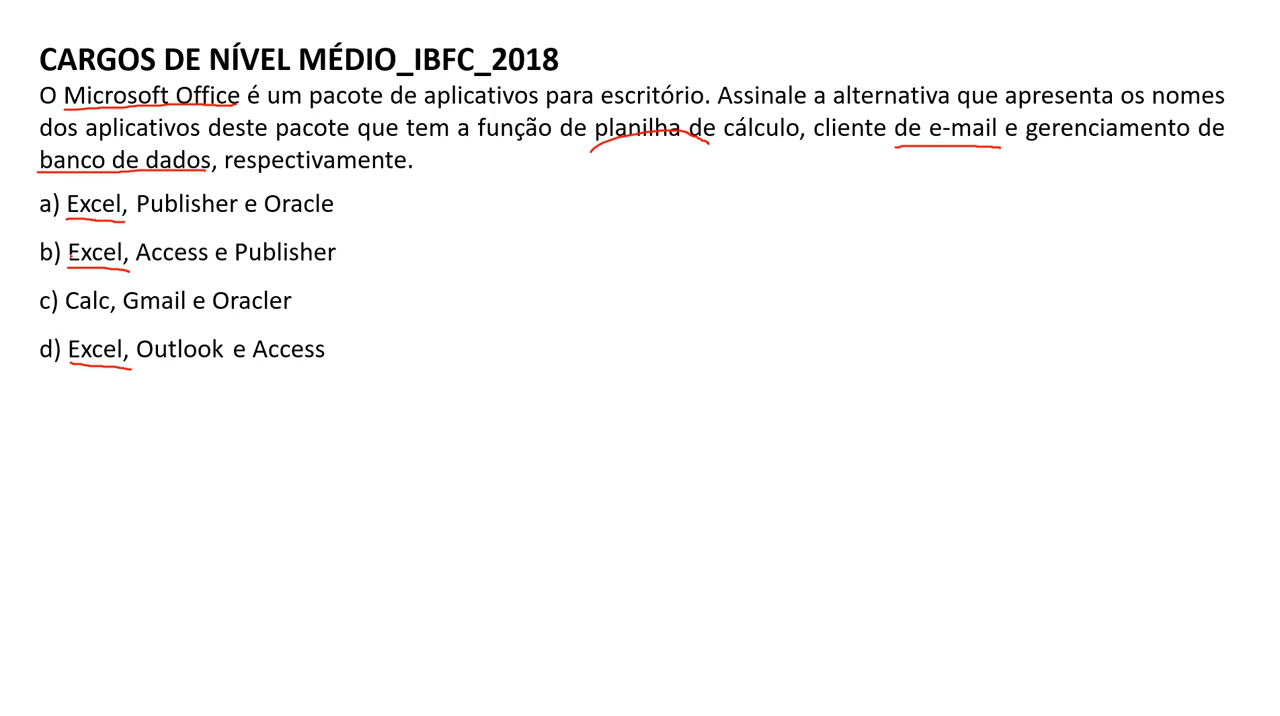 CARGOS DE NÍVEL MÉDIO_IBFC_2018
O Microsoft Office é um pacote de aplicativos para escritório. Assinale a alternativa que apresenta os nomes
dos aplicativos deste pacote que tem a função de planilha de cálculo, cliente de e-mail e gerenciamento de
banco de dados, respectivamente.
a) Excel, Publisher e Oracle
b) Excel, Access e Publisher
c) Calc, Gmail e Oracler
d) Excel, Outlook e Access